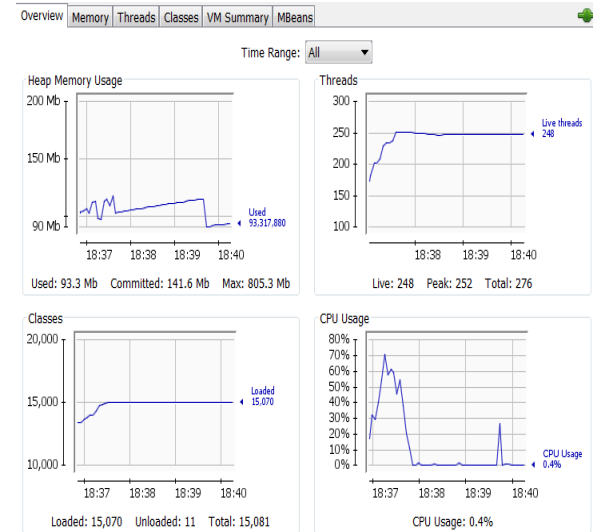 Overview Memory Threads Classes VM Summary MBeans
Time Range: All
Heap Memory Usage
200 Mb
150 Mb
90 Mb
Used
93,317,880
18:37 18:38 18:39 18:40
Used: 93.3 Mb Committed: 141.6 Mb Max: 805.3 Mb
Threads
300
250
200
150
100
Live threads
248
18:38 18:39 18:40
Live: 248 Peak: 252 Total: 276
Classes
20,000
15,000
10,000
Loaded
15,070
18:37 18:38 18:39 18:40
Loaded: 15,070 Unloaded: 11 Total: 15,081
CPU Usage
80%
70%
60%
50%
40%
30%
20%
10%
0%
CPU Usage
0.4%
18:37 18:38 18:39 18:40
CPU Usage: 0.4%